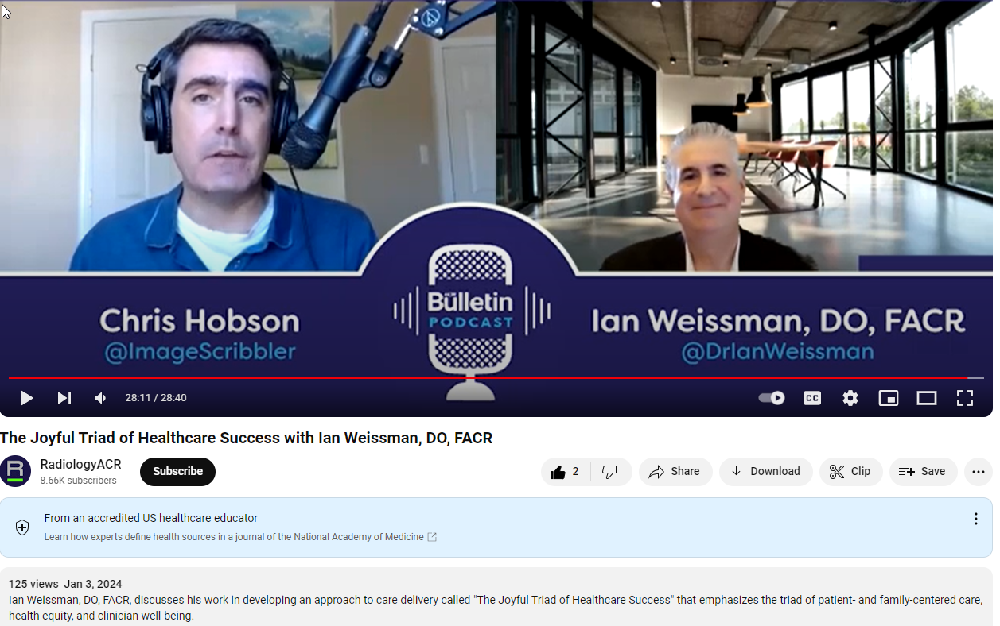 Bulletin
PODCAST
Chris Hobson
@ImageScribbler
Ian Weissman, DO, FACR
@DrIanWeissman
28:11 / 28:40
CC
The Joyful Triad of Healthcare Success with Ian Weissman, DO, FACR
R
RadiologyACR
8.66K subscribers
Subscribe
2
Share
Download
Clip
Save
From an accredited US healthcare educator
Learn how experts define health sources in a journal of the National Academy of Medicine
125 views Jan 3, 2024
Ian Weissman, DO, FACR, discusses his work in developing an approach to care delivery called "The Joyful Triad of Healthcare Success" that emphasizes the triad of patient- and family-centered care,
health equity, and clinician well-being.